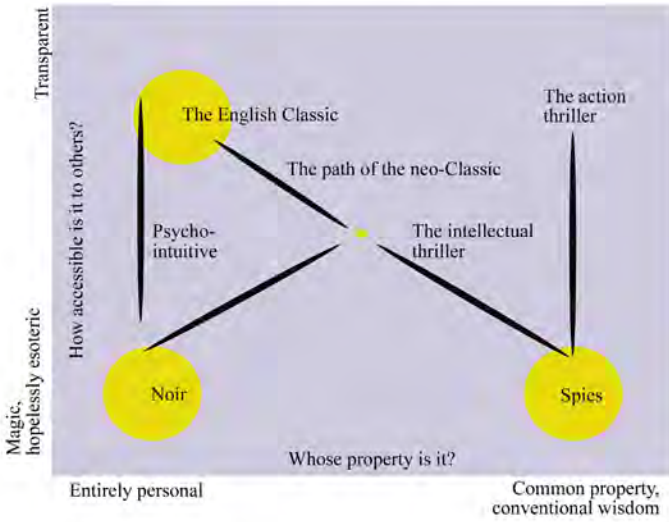 Transparent
How accessible is it to others?
Magic,
hopelessly esoteric
The English Classic
The action
thriller
The path of the neo-Classic
Psycho-
intuitive
The intellectual
thriller
Noir
Spies
Whose property is it?
Entirely personal
Common property,
conventional wisdom